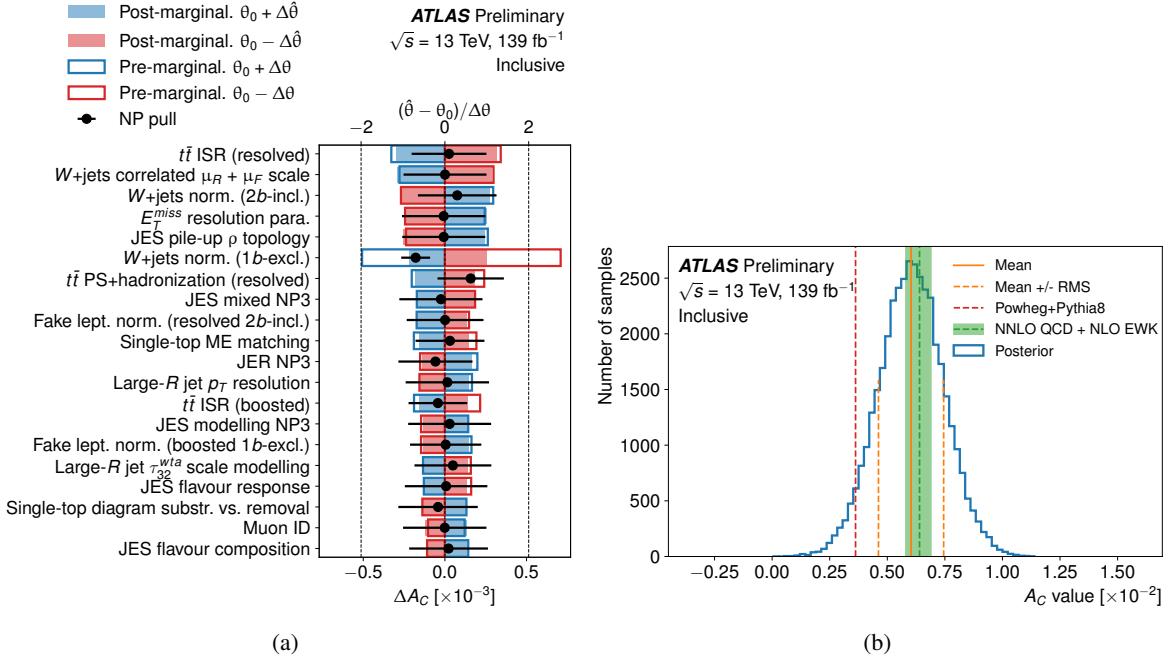 Post-marginal. θ₀ + Δθ̂
Post-marginal. θ₀ − Δθ̂
Pre-marginal. θ₀ + Δθ
Pre-marginal. θ₀ − Δθ
NP pull
ATLAS Preliminary
√s = 13 TeV, 139 fb⁻¹
Inclusive
(θ̂ − θ₀)/Δθ
−2 0 2
tt̄ ISR (resolved)
W+jets correlated μ_R + μ_F scale
W+jets norm. (2b-incl.)
E_T^miss resolution para.
JES pile-up ρ topology
W+jets norm. (1b-excl.)
tt̄ PS+hadronization (resolved)
JES mixed NP3
Fake lept. norm. (resolved 2b-incl.)
Single-top ME matching
JER NP3
Large-R jet p_T resolution
tt̄ ISR (boosted)
JES modelling NP3
Fake lept. norm. (boosted 1b-excl.)
Large-R jet τ_32^wta scale modelling
JES flavour response
Single-top diagram substr. vs. removal
Muon ID
JES flavour composition
−0.5 0.0 0.5
ΔA_C [×10⁻³]
(a)
ATLAS Preliminary
√s = 13 TeV, 139 fb⁻¹
Inclusive
Mean
Mean +/- RMS
Powheg+Pythia8
NNLO QCD + NLO EWK
Posterior
Number of samples
2500
2000
1500
1000
500
0
−0.25 0.00 0.25 0.50 0.75 1.00 1.25 1.50
A_C value [×10⁻²]
(b)